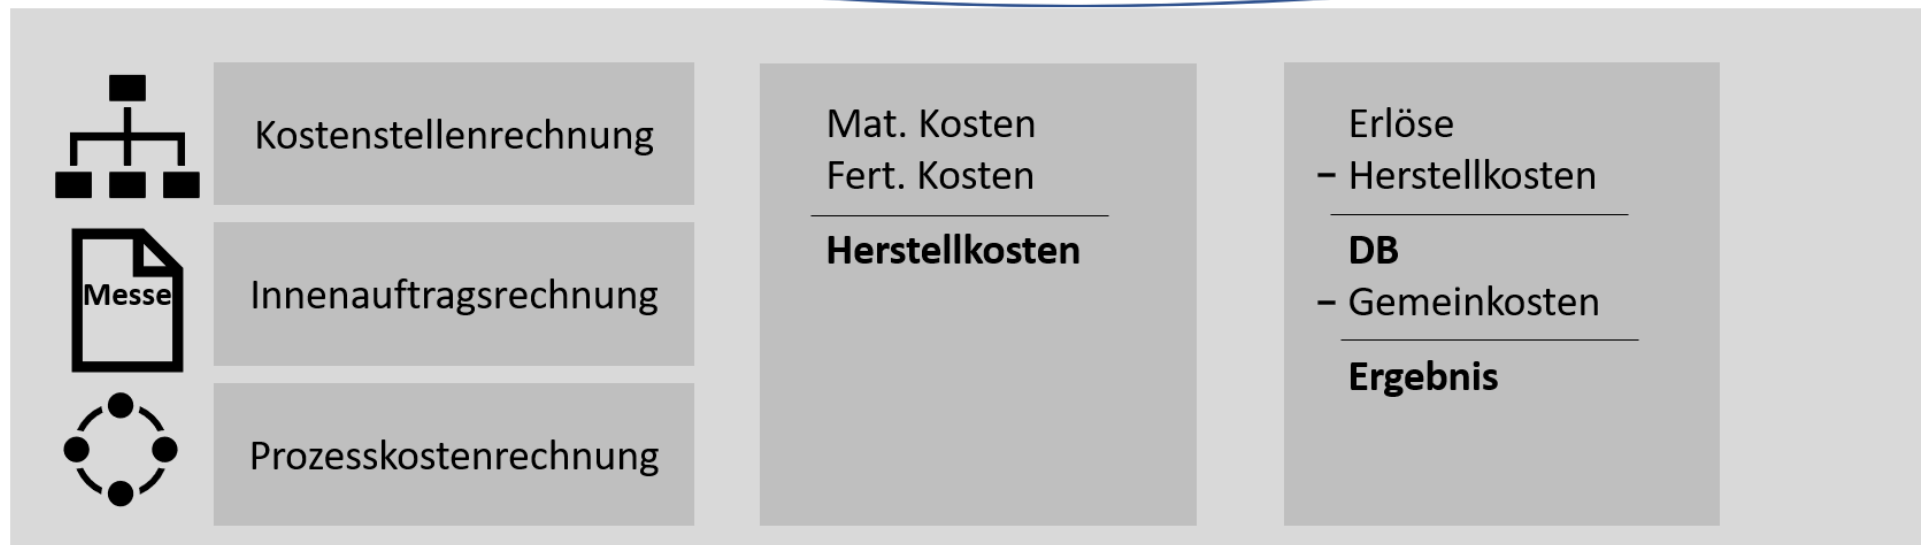 Kostenstellenrechnung
Messe
Innenauftragsrechnung
Prozesskostenrechnung
Mat. Kosten
Fert. Kosten
Herstellkosten
Erlöse
– Herstellkosten
DB
– Gemeinkosten
Ergebnis